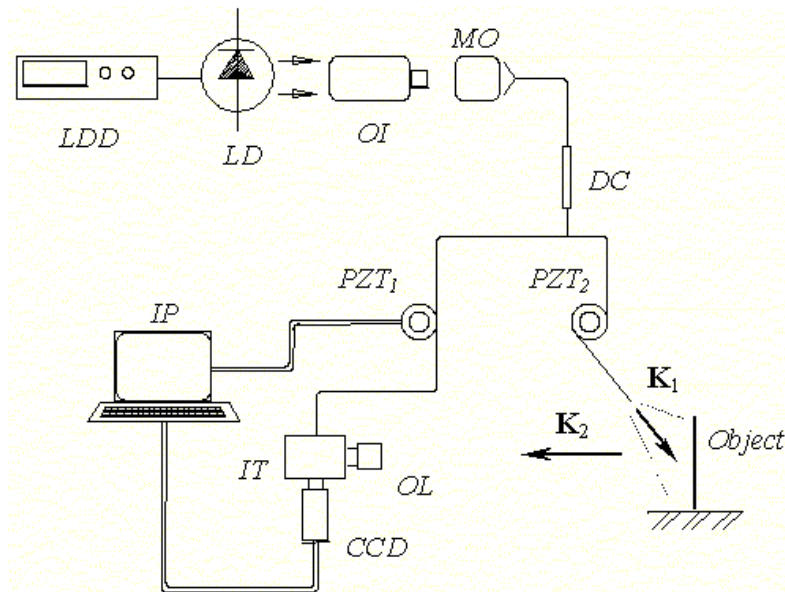 MO
LDD
LD
OI
DC
PZT₁
PZT₂
IP
K₁
K₂
Object
IT
OL
CCD